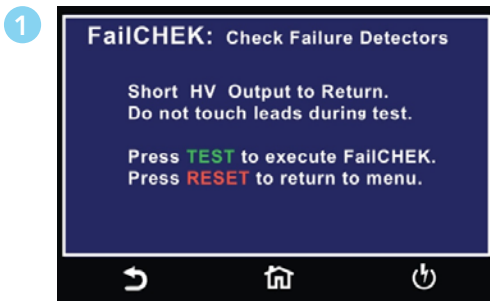 1
FailCHEK: Check Failure Detectors
Short HV Output to Return.
Do not touch leads during test.
Press TEST to execute FailCHEK.
Press RESET to return to menu.